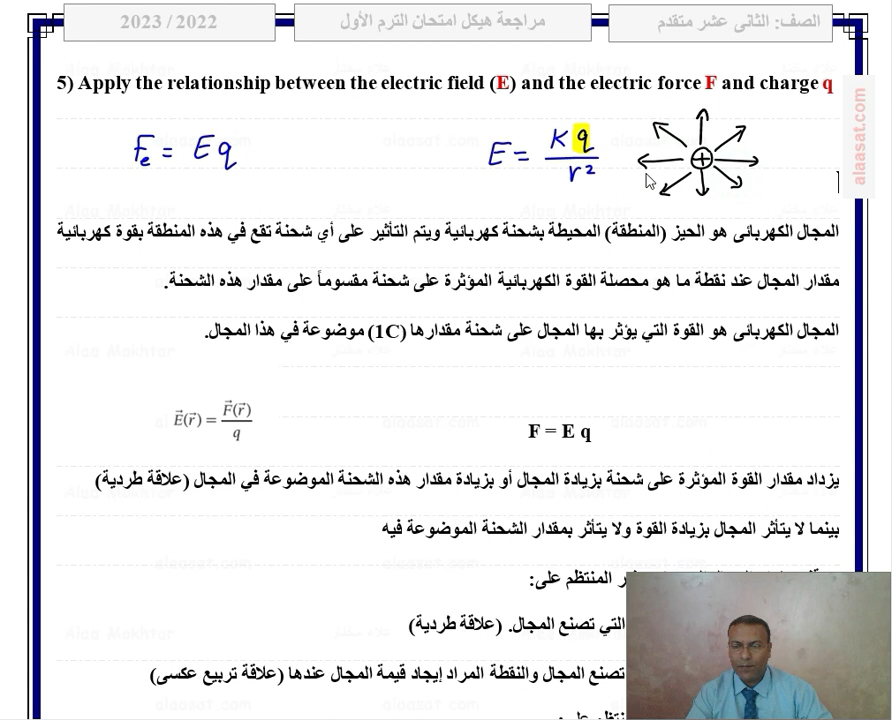 الصف: الثانى عشر متقدم
مراجعة هيكل امتحان الترم الأول
2023 / 2022
5) Apply the relationship between the electric field (E) and the electric force F and charge q
alaasat.com
Fe = Eq
E = Kq / r²
+
المجال الكهربائى هو الحيز (المنطقة) المحيطة بشحنة كهربائية ويتم التأثير على أي شحنة تقع في هذه المنطقة بقوة كهربائية
مقدار المجال عند نقطة ما هو محصلة القوة الكهربائية المؤثرة على شحنة مقسوماً على مقدار هذه الشحنة.
المجال الكهربائى هو القوة التي يؤثر بها المجال على شحنة مقدارها (1C) موضوعة في هذا المجال.
E⃗(r⃗) = F⃗(r⃗) / q
F = E q
يزداد مقدار القوة المؤثرة على شحنة بزيادة المجال أو بزيادة مقدار هذه الشحنة الموضوعة في المجال (علاقة طردية)
بينما لا يتأثر المجال بزيادة القوة ولا يتأثر بمقدار الشحنة الموضوعة فيه
المنتظم على:
التي تصنع المجال. (علاقة طردية)
تصنع المجال والنقطة المراد إيجاد قيمة المجال عندها (علاقة تربيع عكسى)